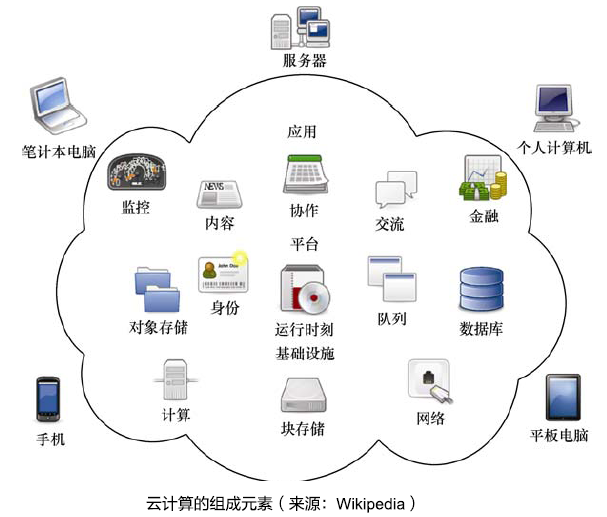 服务器
笔计本电脑
个人计算机
应用
监控
NEWS
内容
协作
交流
金融
平台
John Doe
对象存储
身份
运行时刻
队列
数据库
基础设施
手机
计算
块存储
网络
平板电脑
云计算的组成元素（来源：Wikipedia）